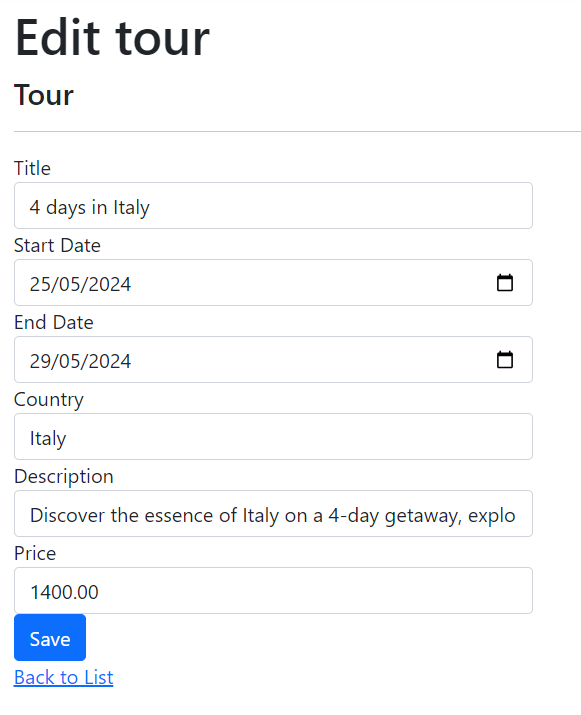 Edit tour
Tour
Title
4 days in Italy
Start Date
25/05/2024
End Date
29/05/2024
Country
Italy
Description
Discover the essence of Italy on a 4-day getaway, explo
Price
1400.00
Save
Back to List